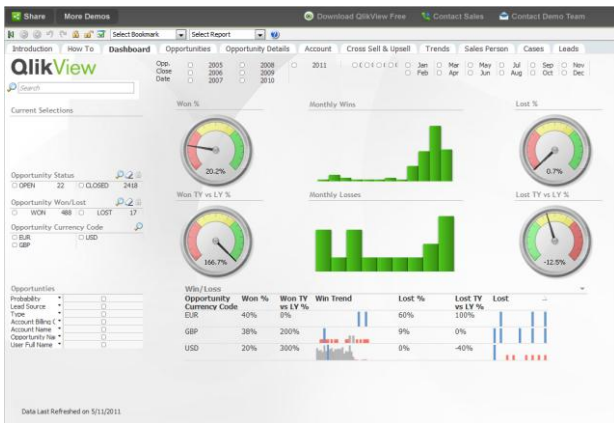 Share More Demos Download QlikView Free Contact Sales Contact Demo Team
Select Bookmark Select Report
Introduction How To Dashboard Opportunities Opportunity Details Account Cross Sell & Upsell Trends Sales Person Cases Leads
QlikView
Search
Opp. Close Date
2005 2008 2011
2006 2009
2007 2010
Jan Mar May Jul Sep Nov
Feb Apr Jun Aug Oct Dec
Current Selections
Won %
20.2%
Monthly Wins
Lost %
0.7%
Opportunity Status
OPEN 22 CLOSED 2418
Opportunity Won/Lost
WON 488 LOST 17
Opportunity Currency Code
EUR USD
GBP
Won TY vs LY %
166.7%
Monthly Losses
Lost TY vs LY %
-12.5%
Opportunties
Probability
Lead Source
Type
Account Billing C
Account Name
Opportunity Na
User Full Name
Win/Loss
Opportunity Currency Code Won % Won TY vs LY % Win Trend Lost % Lost TY vs LY % Lost
EUR 40% 0% 60% 100%
GBP 38% 200% 9% 0%
USD 20% 300% 0% -40%
Data Last Refreshed on 5/11/2011